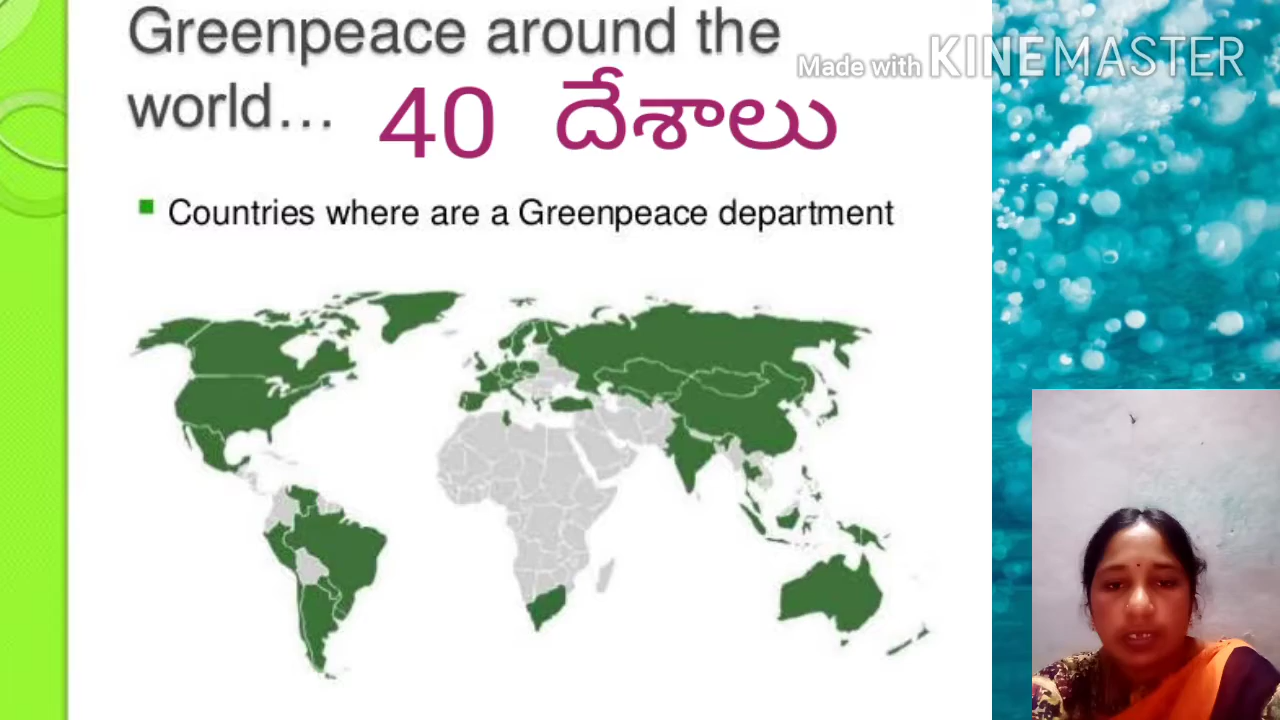 Greenpeace around the
world…
40 దేశాలు
Made with KINEMASTER
Countries where are a Greenpeace department